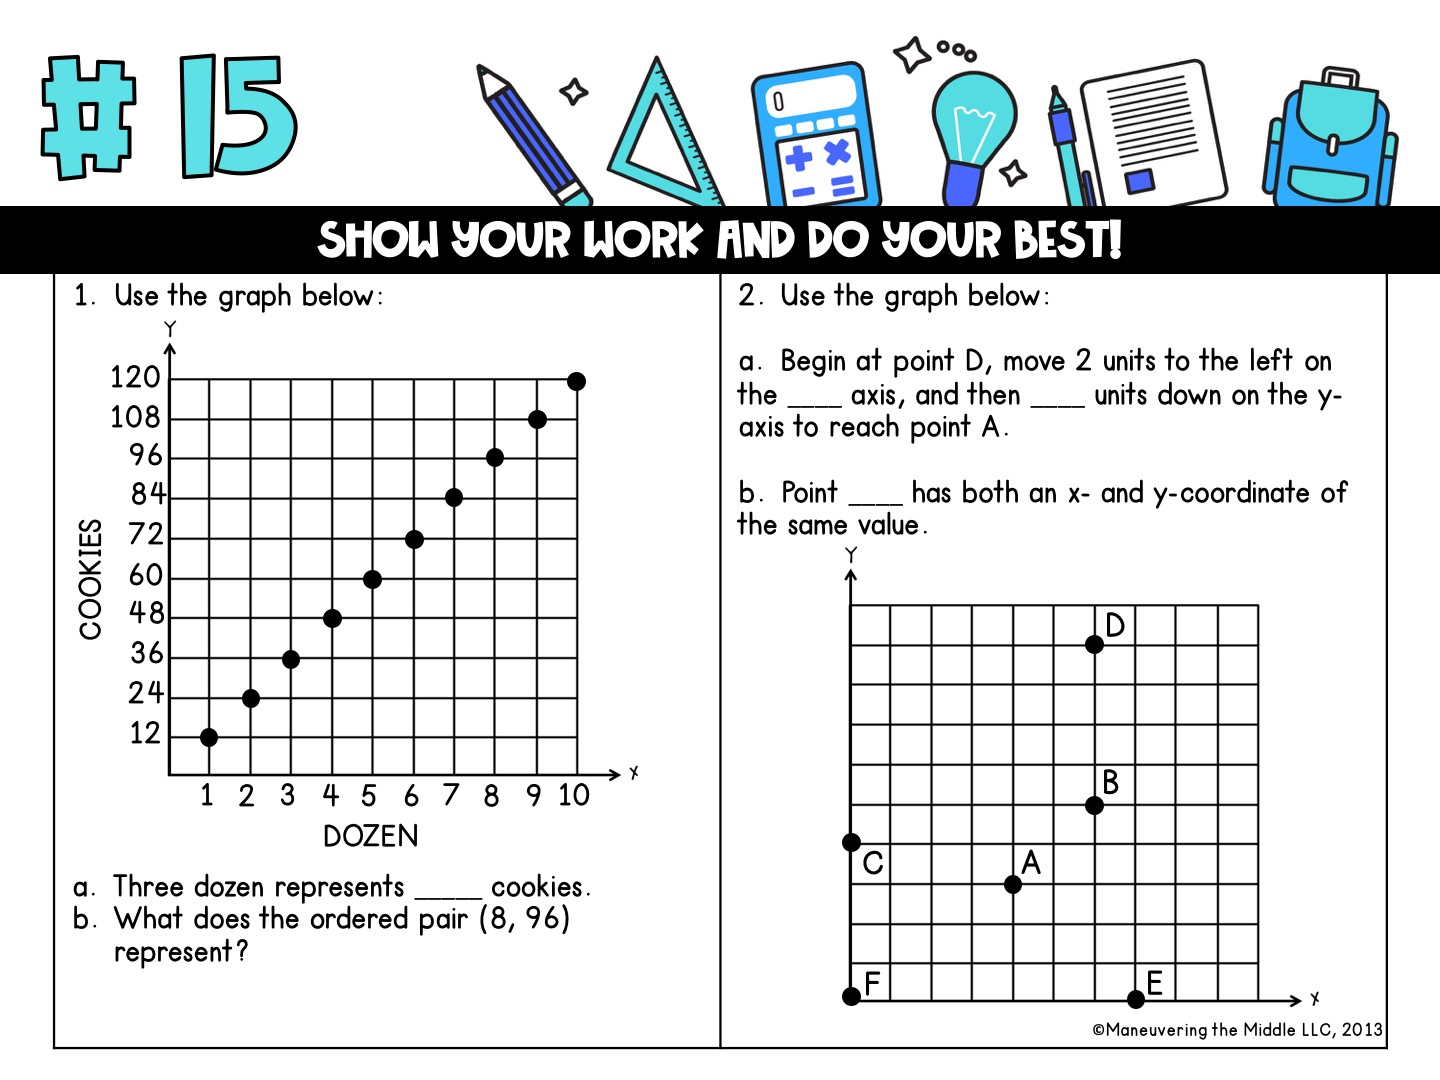 # 15
0
SHOW YOUR WORK AND DO YOUR BEST!
1. Use the graph below:
Y
120
108
96
84
72
60
48
36
24
12
COOKIES
1 2 3 4 5 6 7 8 9 10
x
DOZEN
a. Three dozen represents _____ cookies.
b. What does the ordered pair (8, 96)
represent?
2. Use the graph below:
a. Begin at point D, move 2 units to the left on
the ____ axis, and then ____ units down on the y-
axis to reach point A.
b. Point ____ has both an x- and y-coordinate of
the same value.
Y
D
B
C
A
F
E
x
©Maneuvering the Middle LLC, 2013